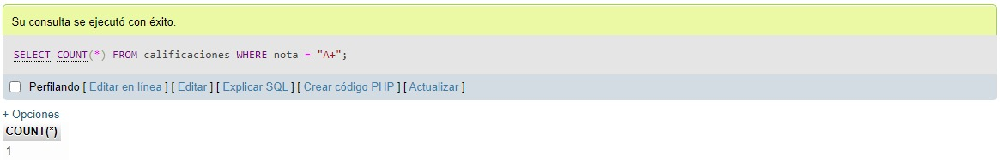 Su consulta se ejecutó con éxito.
SELECT COUNT(*) FROM calificaciones WHERE nota = "A+";
Perfilando [ Editar en línea ] [ Editar ] [ Explicar SQL ] [ Crear código PHP ] [ Actualizar ]
+ Opciones
COUNT(*)
1